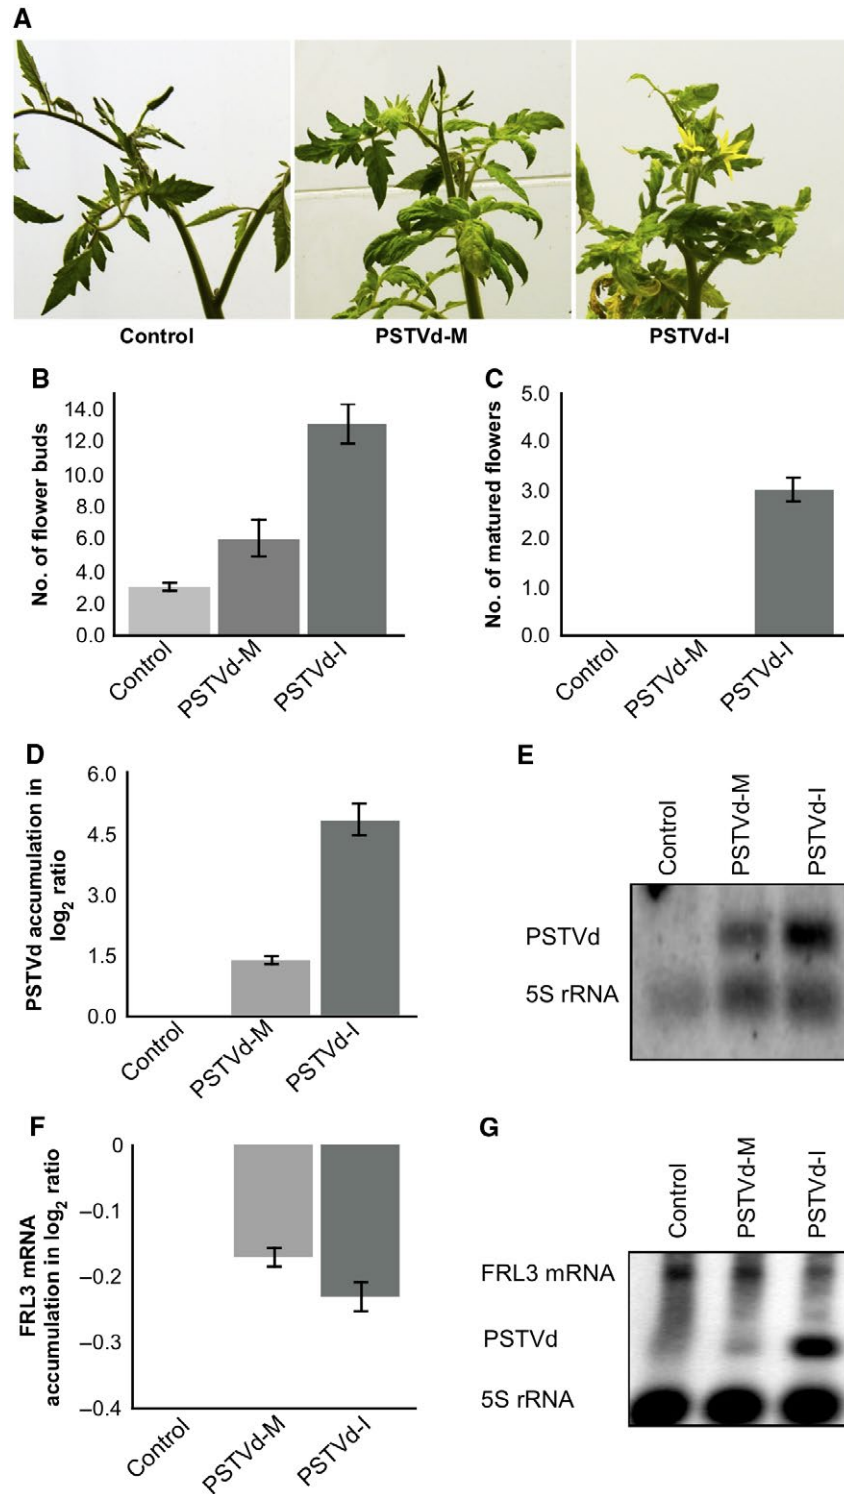 A
Control PSTVd-M PSTVd-I
B
No. of flower buds
14.0
12.0
10.0
8.0
6.0
4.0
2.0
0.0
Control PSTVd-M PSTVd-I
C
No. of matured flowers
5.0
4.0
3.0
2.0
1.0
0.0
Control PSTVd-M PSTVd-I
D
PSTVd accumulation in
log2 ratio
6.0
4.5
3.0
1.5
0.0
Control PSTVd-M PSTVd-I
E
Control PSTVd-M PSTVd-I
PSTVd
5S rRNA
F
FRL3 mRNA
accumulation in log2 ratio
0
–0.1
–0.2
–0.3
–0.4
Control PSTVd-M PSTVd-I
G
Control PSTVd-M PSTVd-I
FRL3 mRNA
PSTVd
5S rRNA